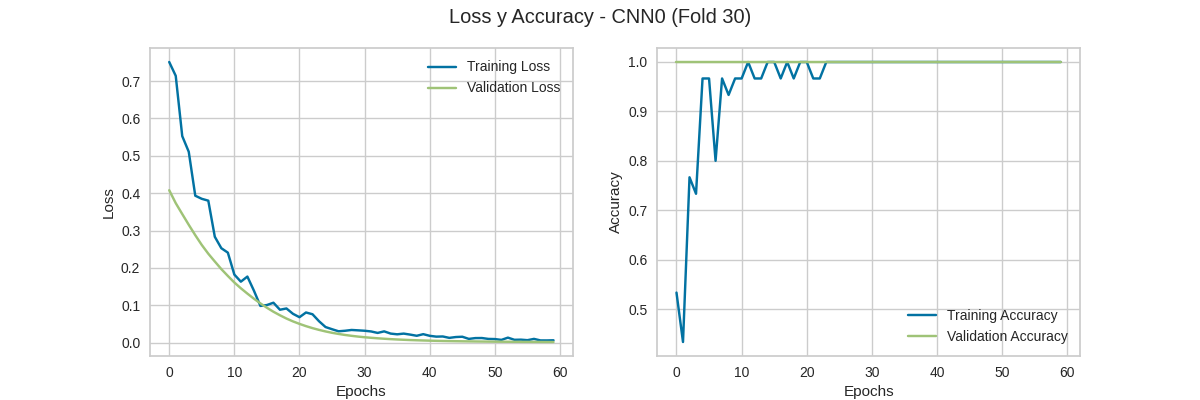 Loss y Accuracy - CNN0 (Fold 30)
Loss
0.7
0.6
0.5
0.4
0.3
0.2
0.1
0.0
0 10 20 30 40 50 60
Epochs
Training Loss
Validation Loss
Accuracy
1.0
0.9
0.8
0.7
0.6
0.5
0 10 20 30 40 50 60
Epochs
Training Accuracy
Validation Accuracy